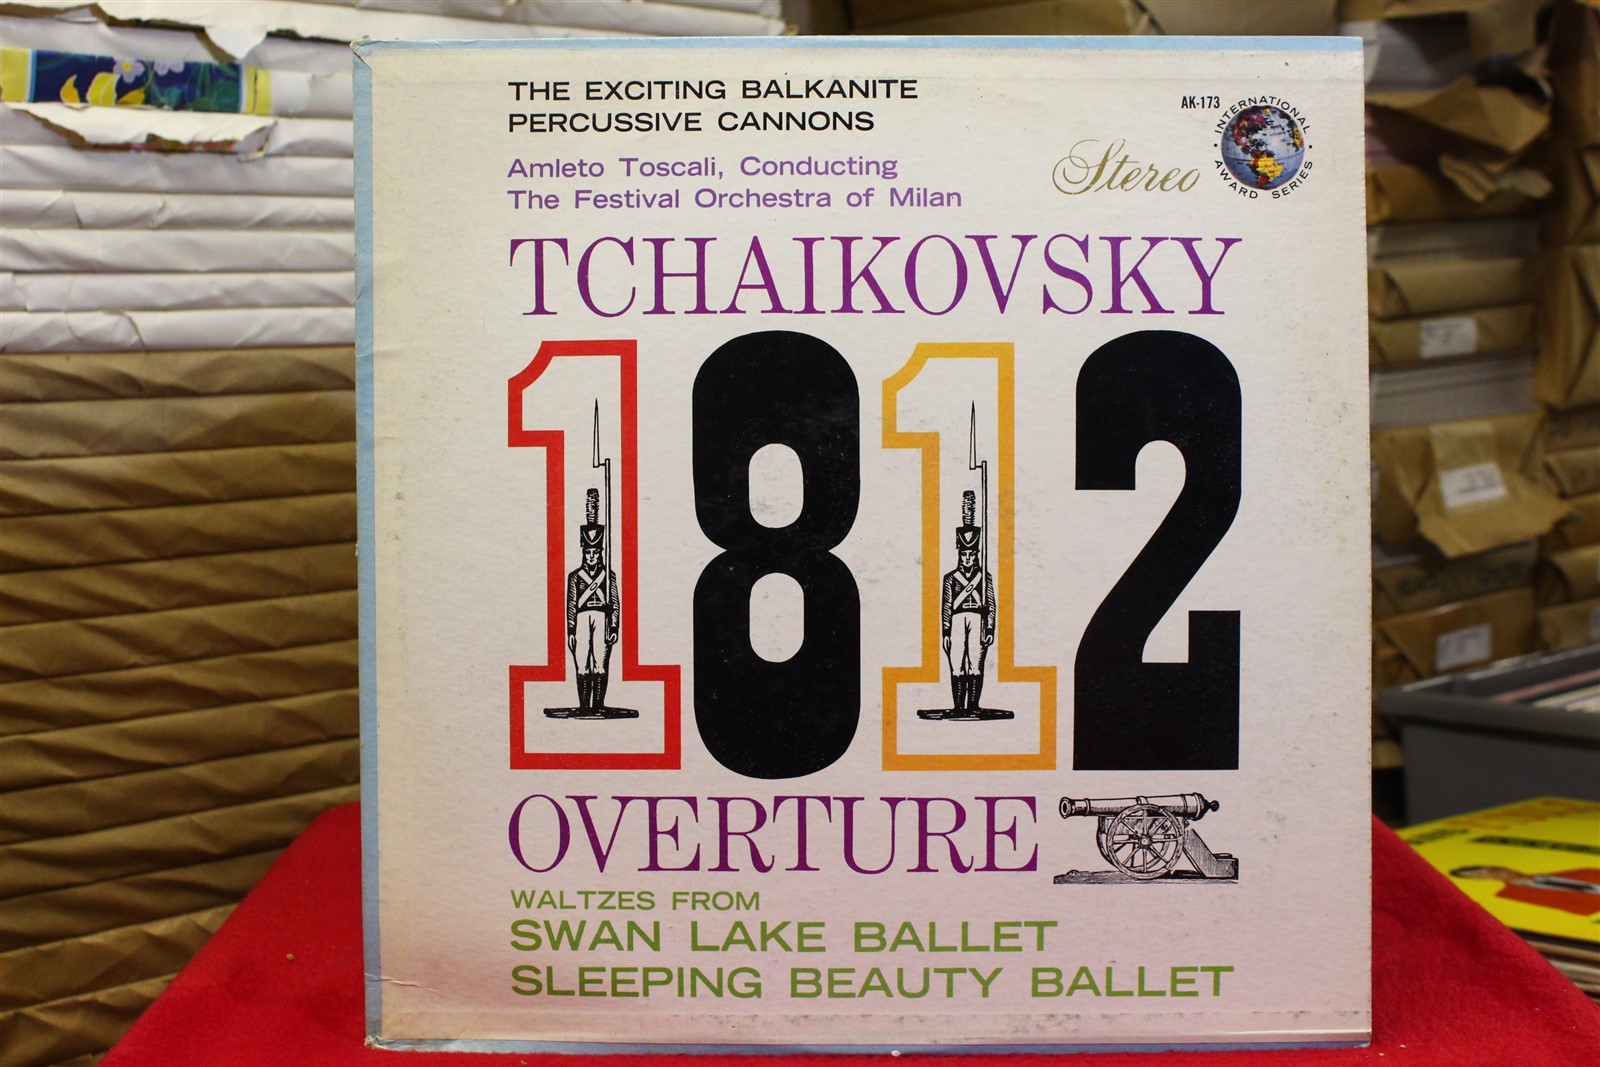 THE EXCITING BALKANITE
PERCUSSIVE CANNONS
Amleto Toscali, Conducting
The Festival Orchestra of Milan
AK-173
INTERNATIONAL
AWARD SERIES
Stereo
TCHAIKOVSKY
1812
OVERTURE
WALTZES FROM
SWAN LAKE BALLET
SLEEPING BEAUTY BALLET